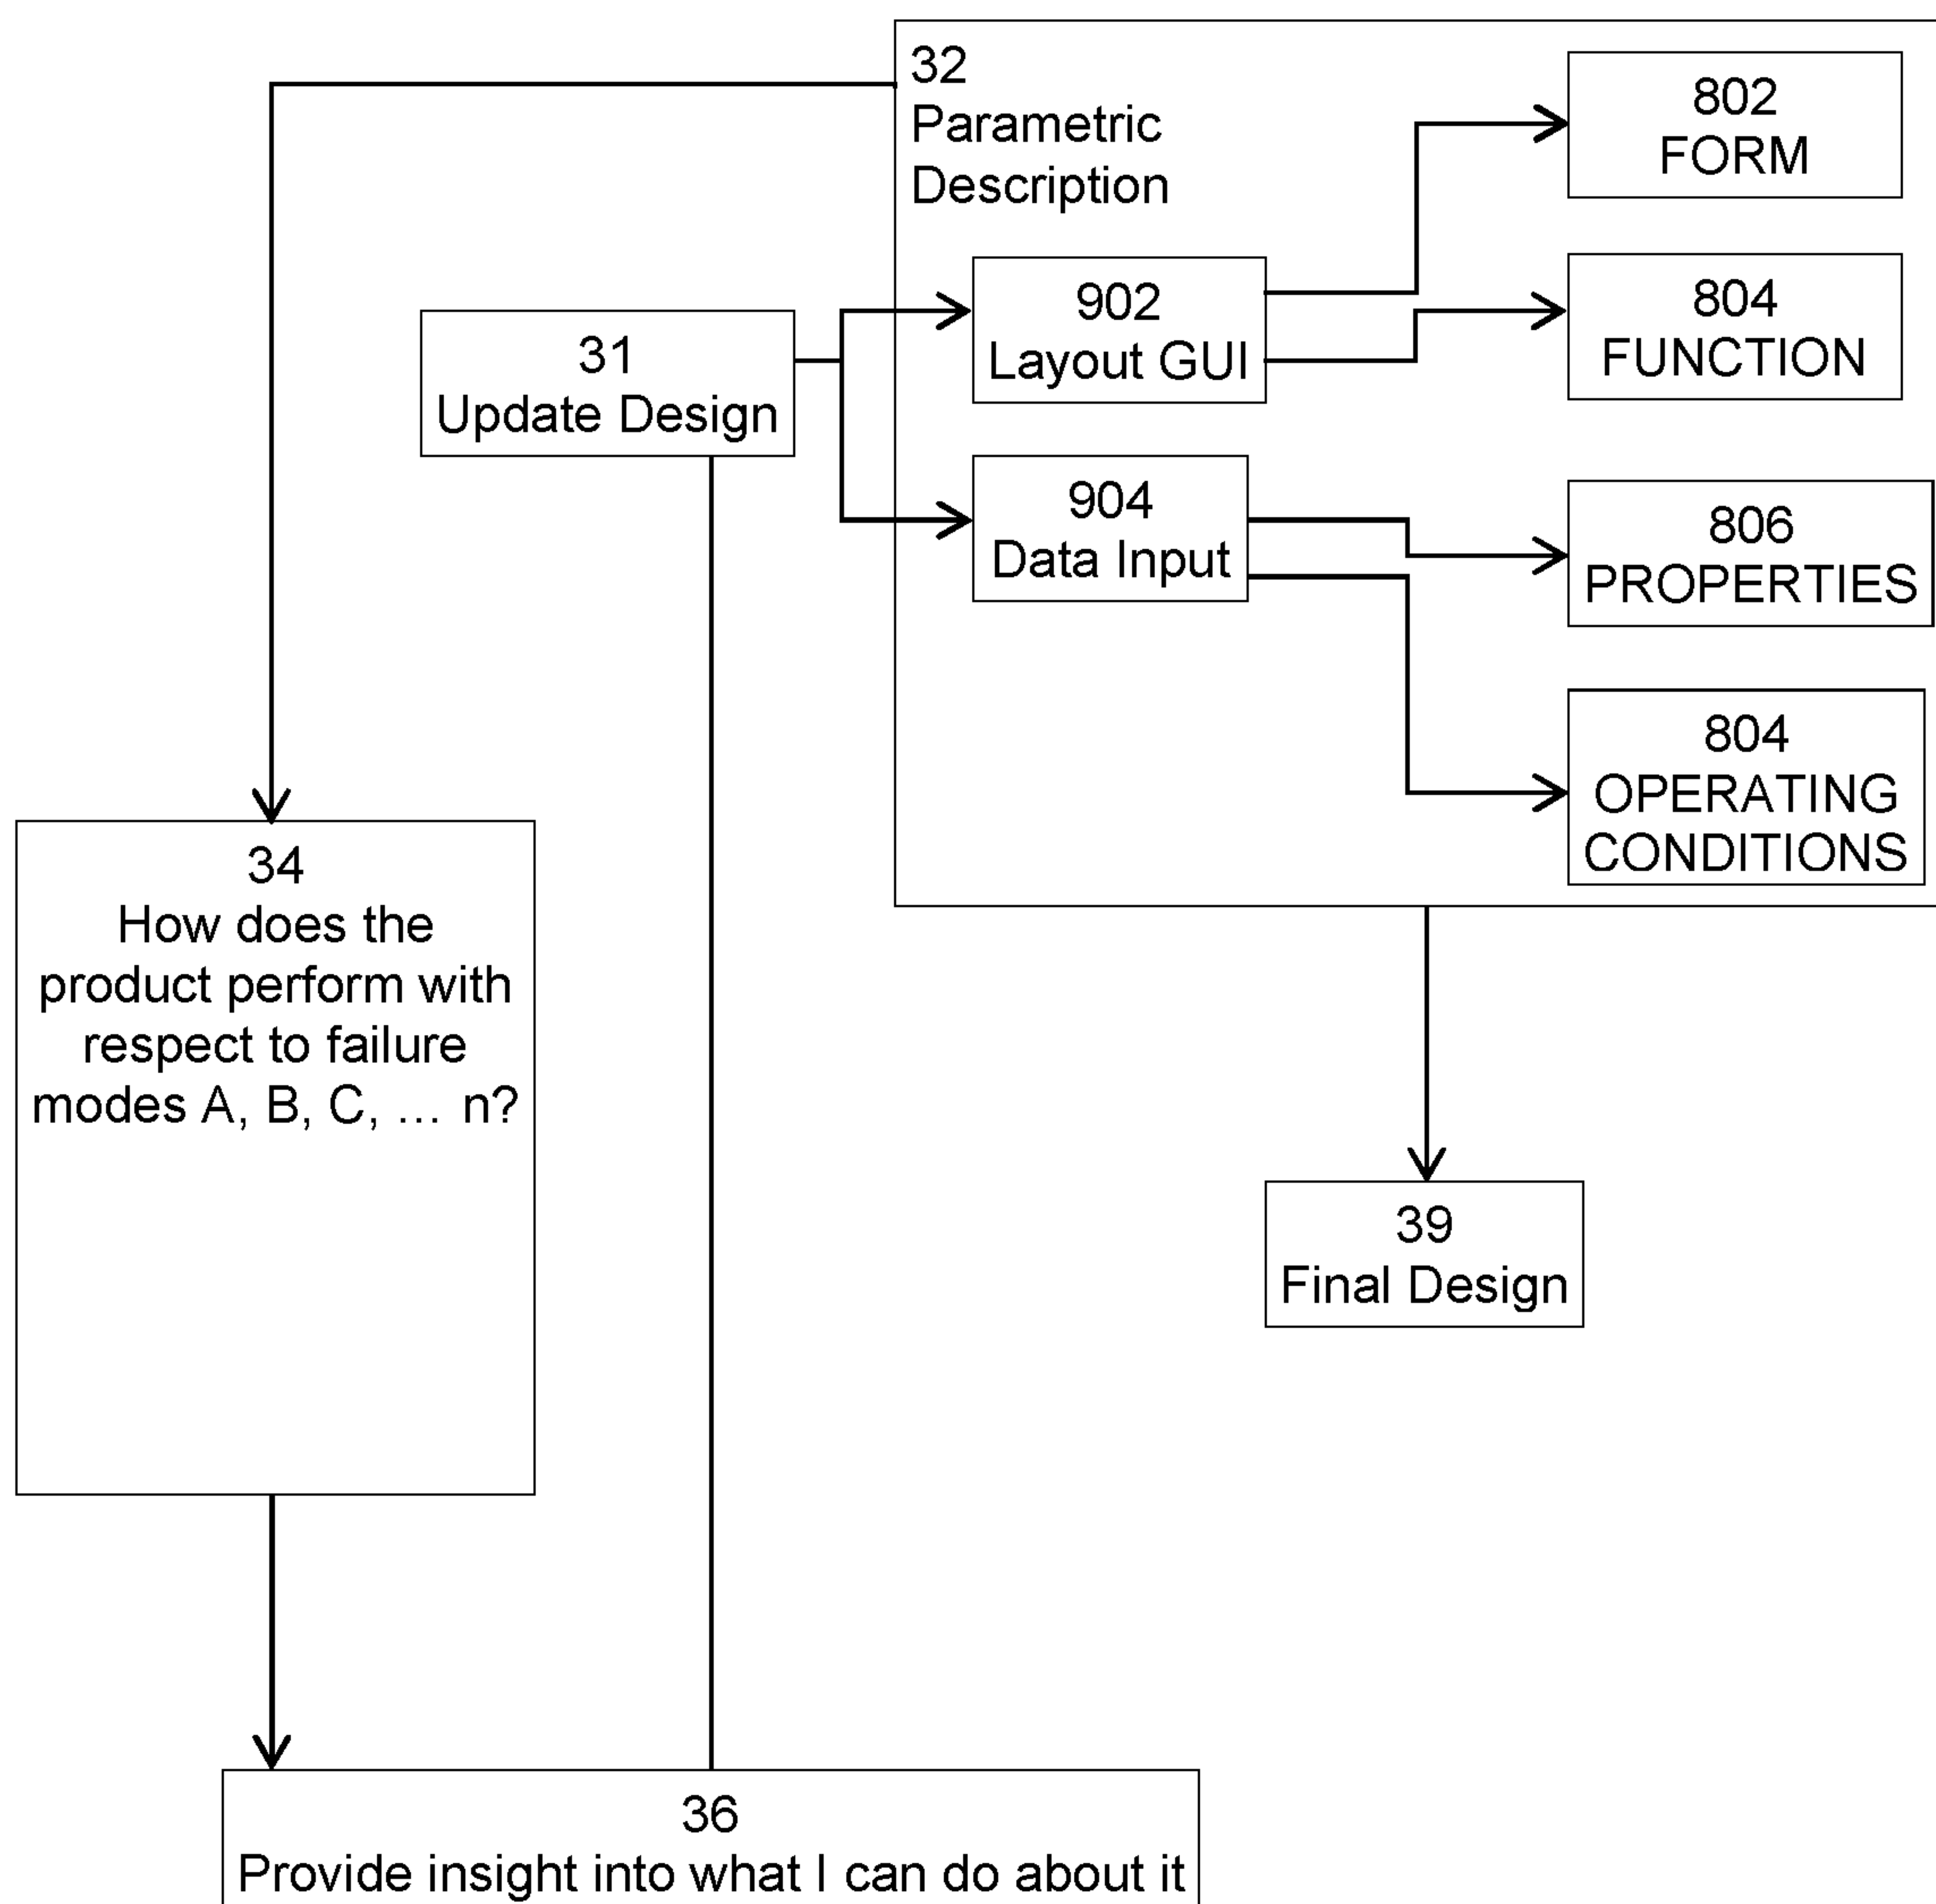 32
Parametric
Description
802
FORM
902
Layout GUI
804
FUNCTION
31
Update Design
904
Data Input
806
PROPERTIES
804
OPERATING
CONDITIONS
34
How does the
product perform with
respect to failure
modes A, B, C, ... n?
39
Final Design
36
Provide insight into what I can do about it